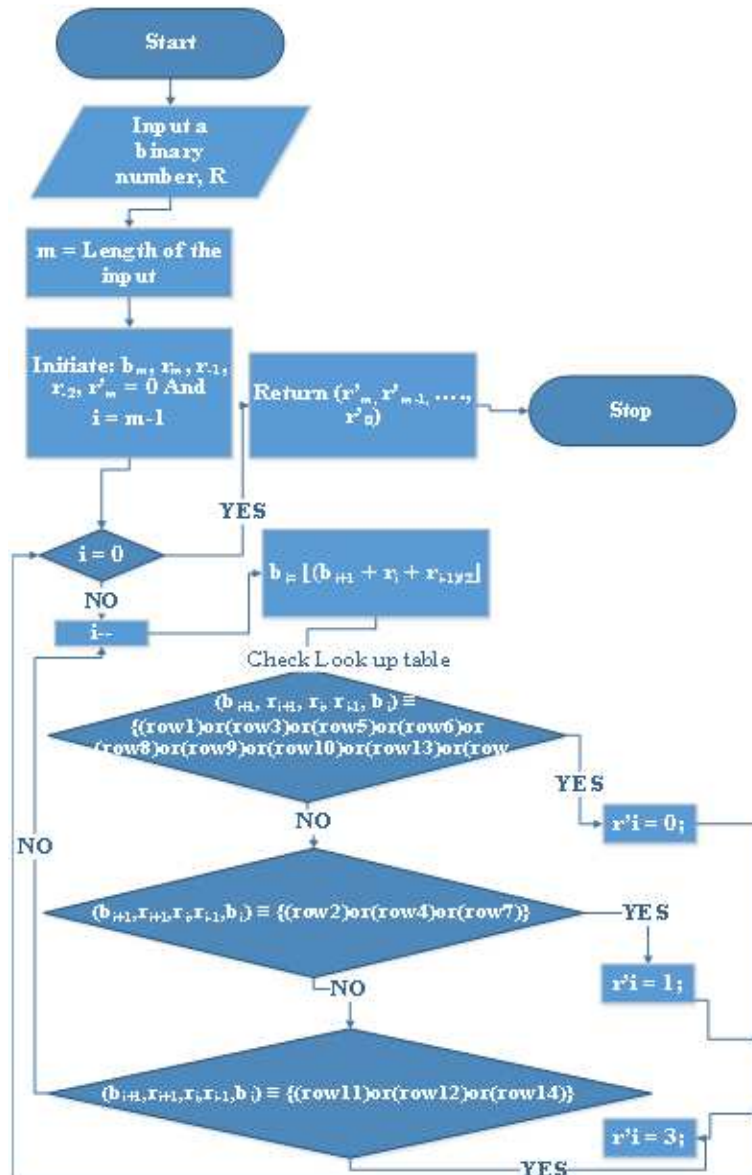 Start
Input a
binary
number, R
m = Length of the
input
Initiate: bₘ, rₘ, r₋₁,
r₋₂, r'ₘ = 0 And
i = m-1
Return (r'ₘ, r'ₘ₋₁, ....,
r'₀)
Stop
YES
i = 0
NO
i--
bᵢ= ⌊(bᵢ₊₁ + rᵢ + rᵢ₋₁)/2⌋
Check Look up table
(bᵢ₊₁, rᵢ₊₁, rᵢ, rᵢ₋₁, bᵢ) ≡
{(row1)or(row3)or(row5)or(row6)or
(row8)or(row9)or(row10)or(row13)or(row
YES
NO
r'i = 0;
NO
(bᵢ₊₁,rᵢ₊₁,rᵢ,rᵢ₋₁,bᵢ) ≡ {(row2)or(row4)or(row7)}
YES
r'i = 1;
NO
(bᵢ₊₁,rᵢ₊₁,rᵢ,rᵢ₋₁,bᵢ) ≡ {(row11)or(row12)or(row14)}
r'i = 3;
YES